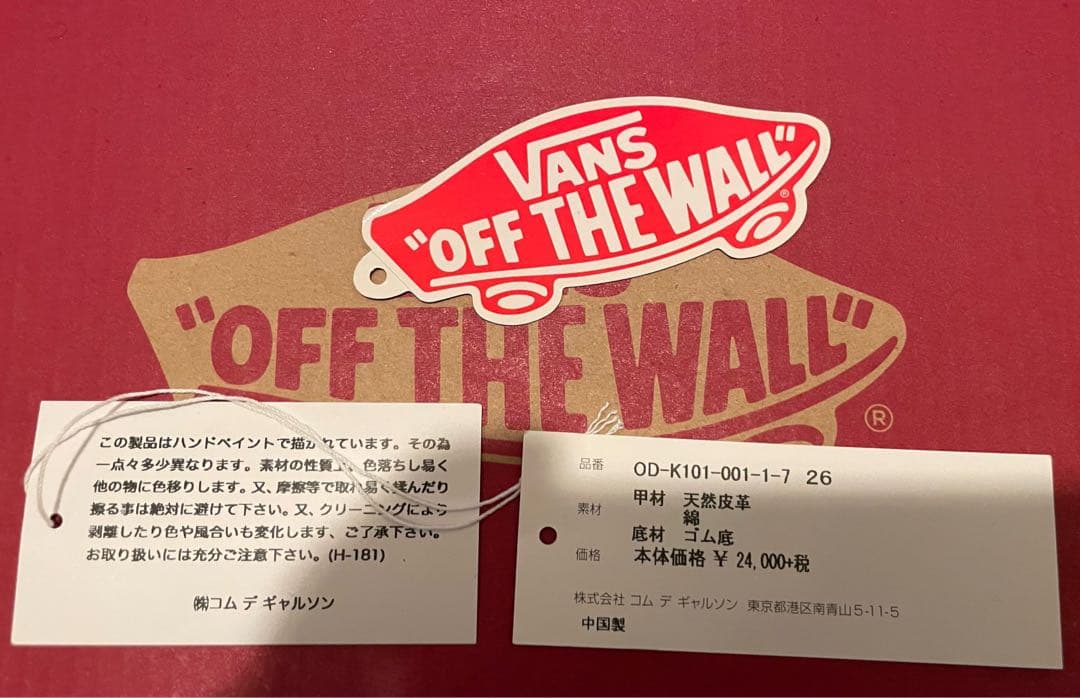 VANS
"OFF THE WALL"
®
"OFF THE WALL"
®
この製品はハンドペイントで描かれています。その為
一点々多少異なります。素材の性質上、色落ちし易く
他の物に色移りします。又、摩擦等で取れ易く揉んだり
擦る事は絶対に避けて下さい。又、クリーニングにより
剥離したり色や風合いも変化します、ご了承下さい。
お取り扱いには充分ご注意下さい。(H-181)
㈱コム デ ギャルソン
品番 OD-K101-001-1-7 26
素材 甲材 天然皮革
綿
底材 ゴム底
価格 本体価格 ¥ 24,000+税
株式会社 コム デ ギャルソン 東京都港区南青山5-11-5
中国製